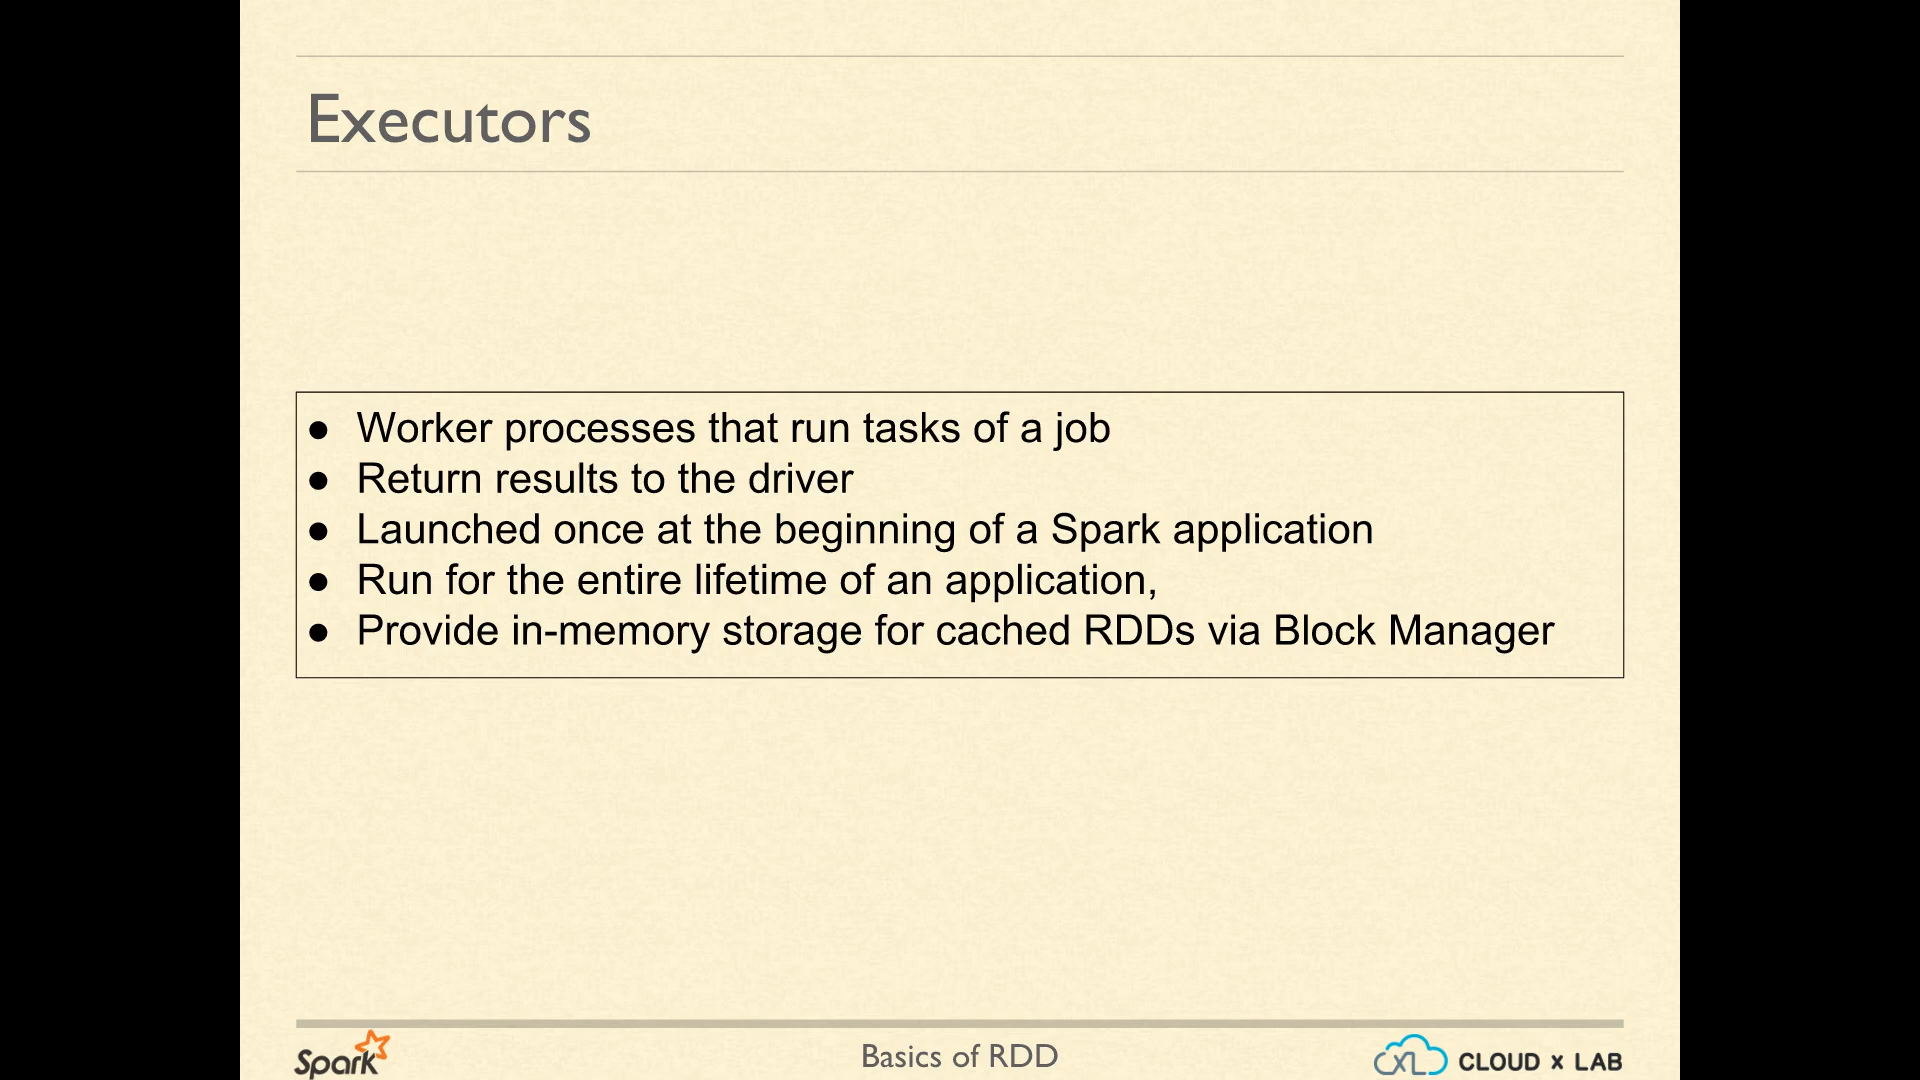 Executors
● Worker processes that run tasks of a job
● Return results to the driver
● Launched once at the beginning of a Spark application
● Run for the entire lifetime of an application,
● Provide in-memory storage for cached RDDs via Block Manager
Spark
Basics of RDD
CXL CLOUD x LAB